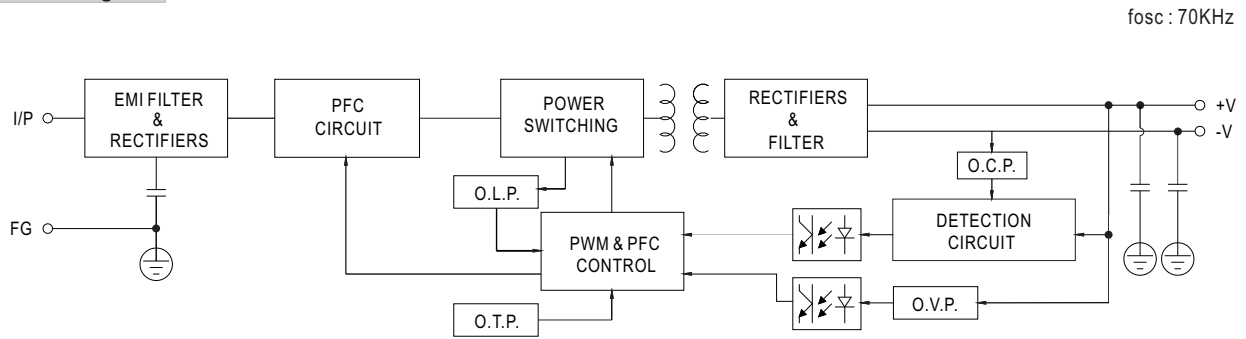 fosc : 70KHz
I/P
EMI FILTER
&
RECTIFIERS
PFC
CIRCUIT
POWER
SWITCHING
RECTIFIERS
&
FILTER
+V
-V
O.C.P.
O.L.P.
FG
PWM & PFC
CONTROL
DETECTION
CIRCUIT
O.T.P.
O.V.P.